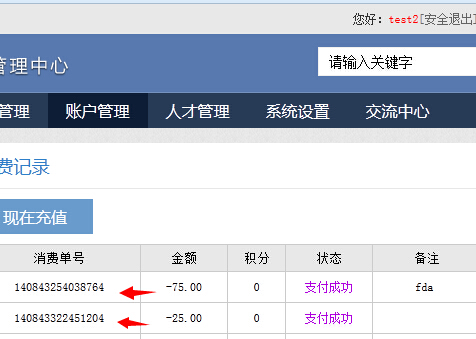 您好：test2[安全退出]
管理中心
请输入关键字
管理 账户管理 人才管理 系统设置 交流中心
费记录
现在充值
消费单号 金额 积分 状态 备注
140843254038764 -75.00 0 支付成功 fda
140843322451204 -25.00 0 支付成功